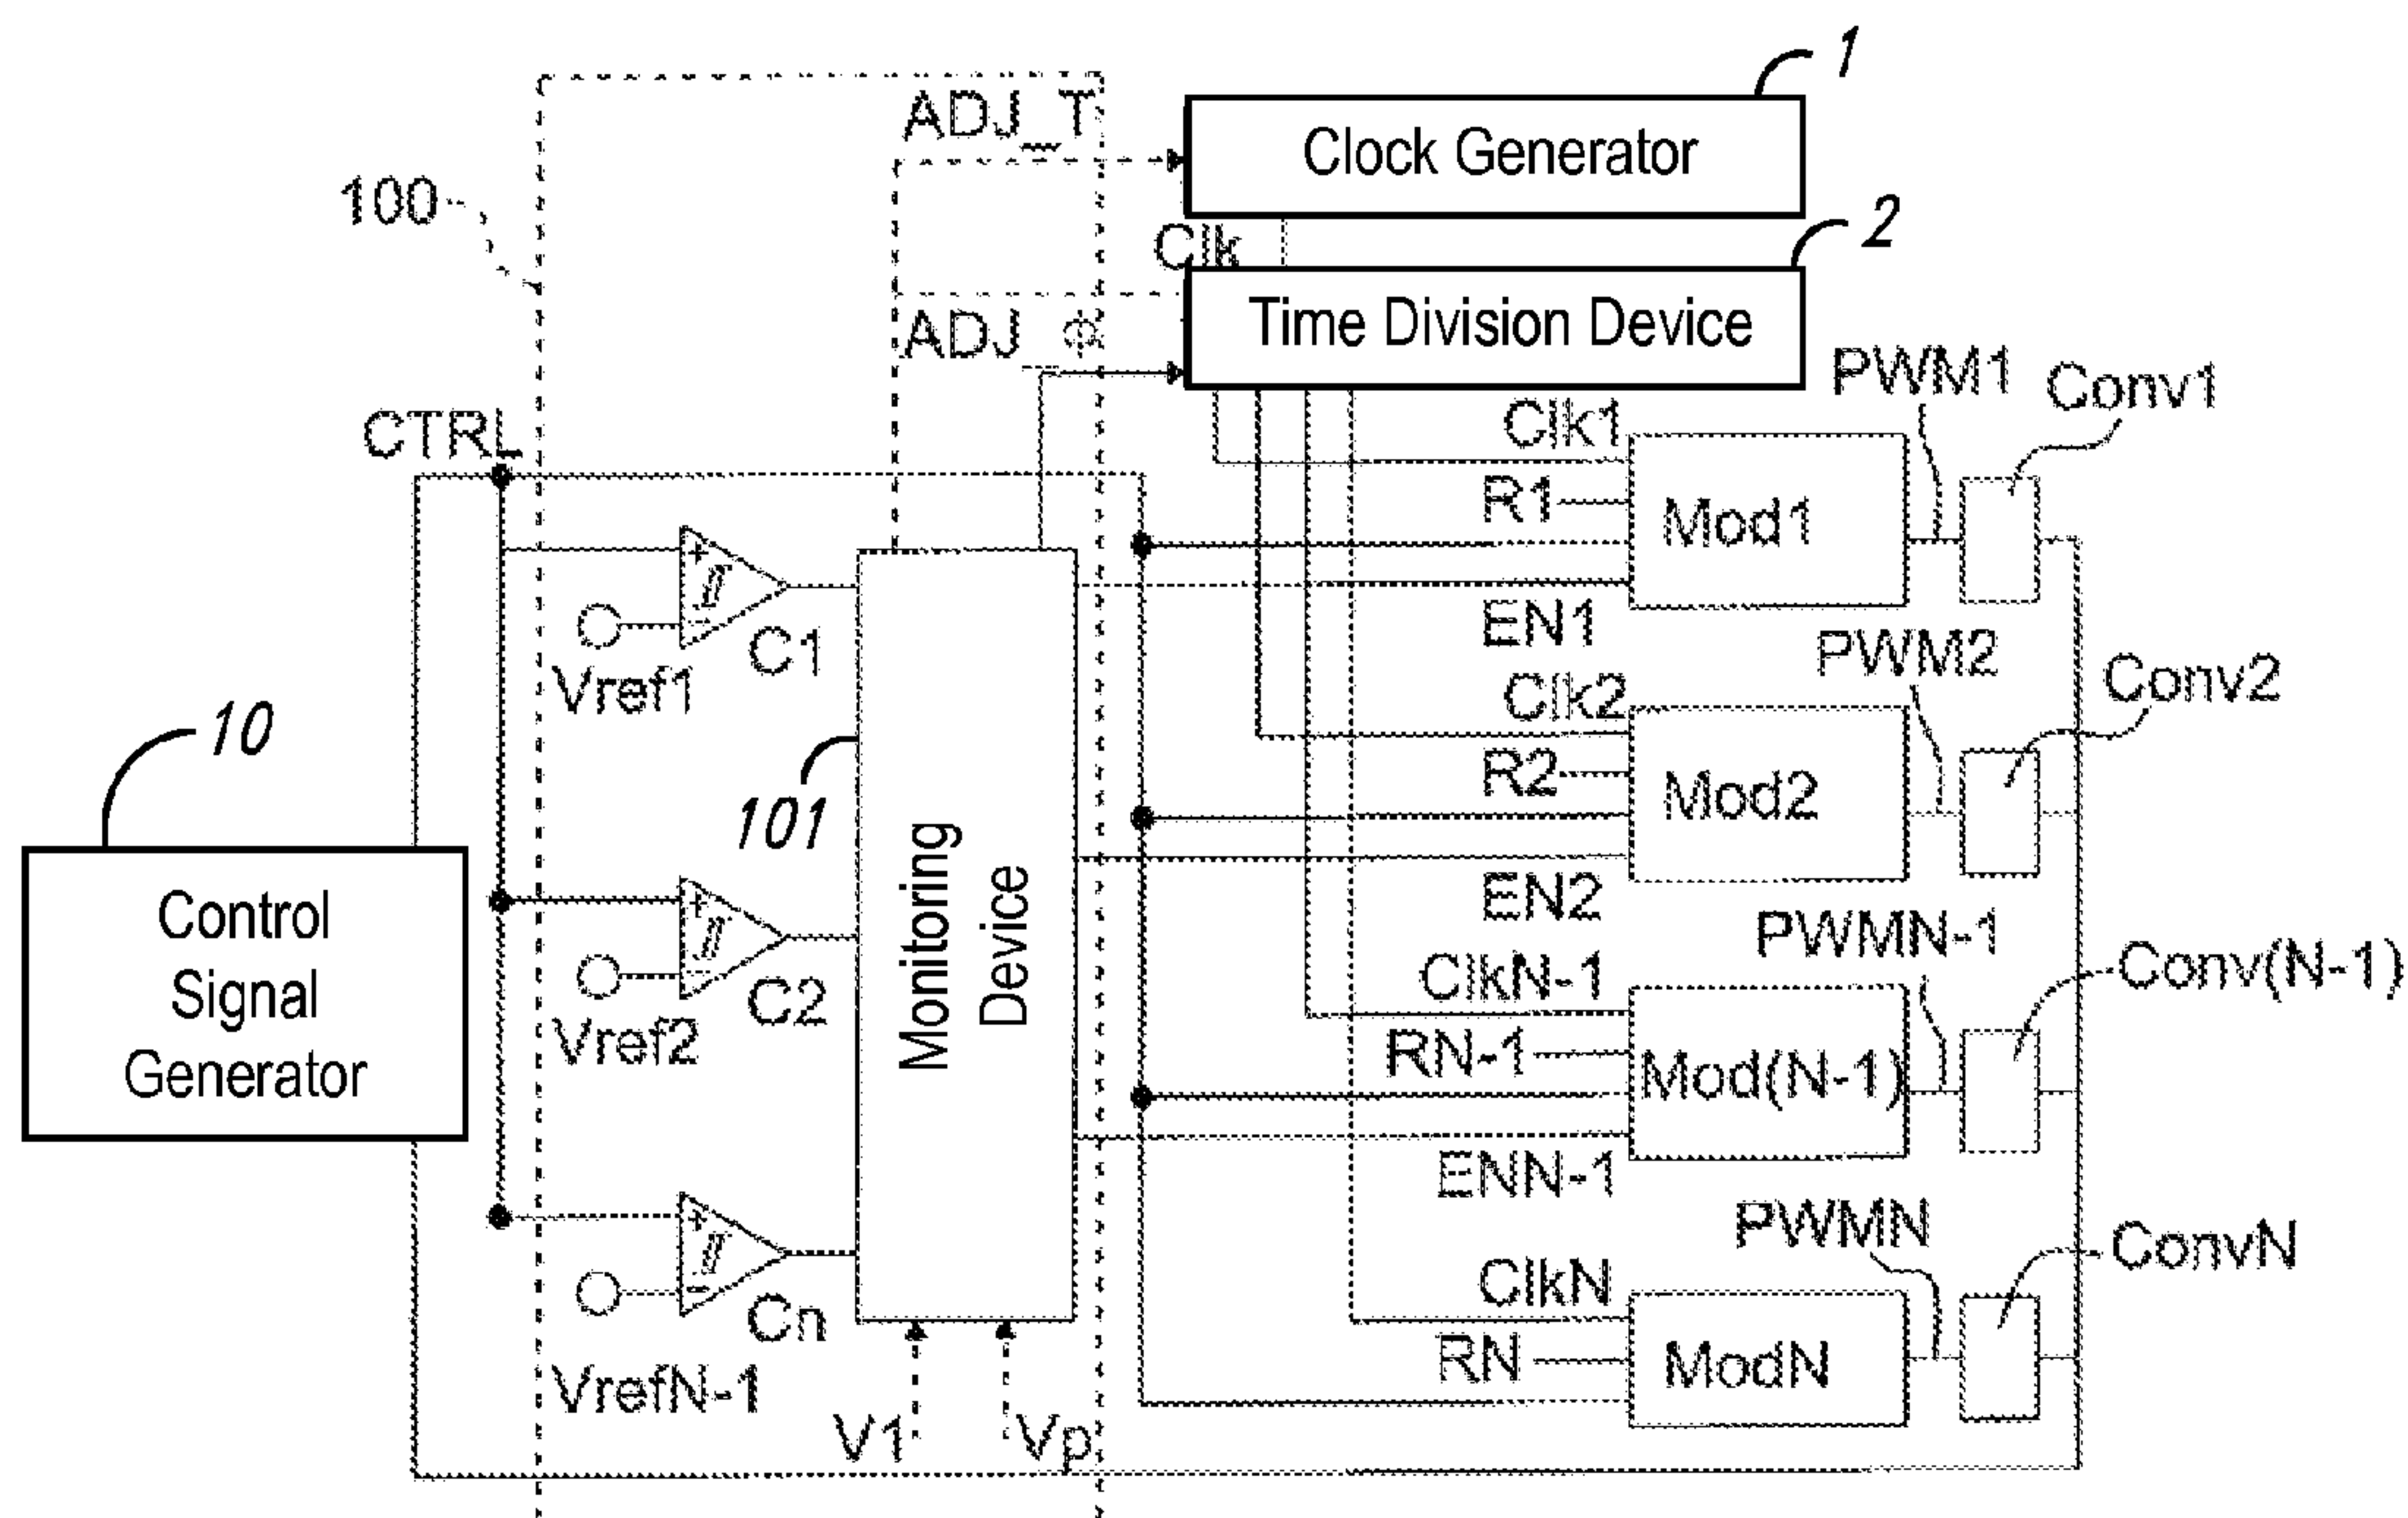 1
ADJ_T
Clock Generator
100
2
Clk
Time Division Device
ADJ_Φ
PWM1
Conv1
CTRL
Clk1
R1
Mod1
+
−
C1
EN1
Vref1
PWM2
Conv2
Clk2
10
R2
Mod2
101
Monitoring
Device
+
−
C2
EN2
Vref2
Control
Signal
Generator
PWMN-1
Conv(N-1)
ClkN-1
RN-1
Mod(N-1)
ENN-1
+
−
Cn
VrefN-1
PWMN
ConvN
ClkN
RN
ModN
V1
Vp